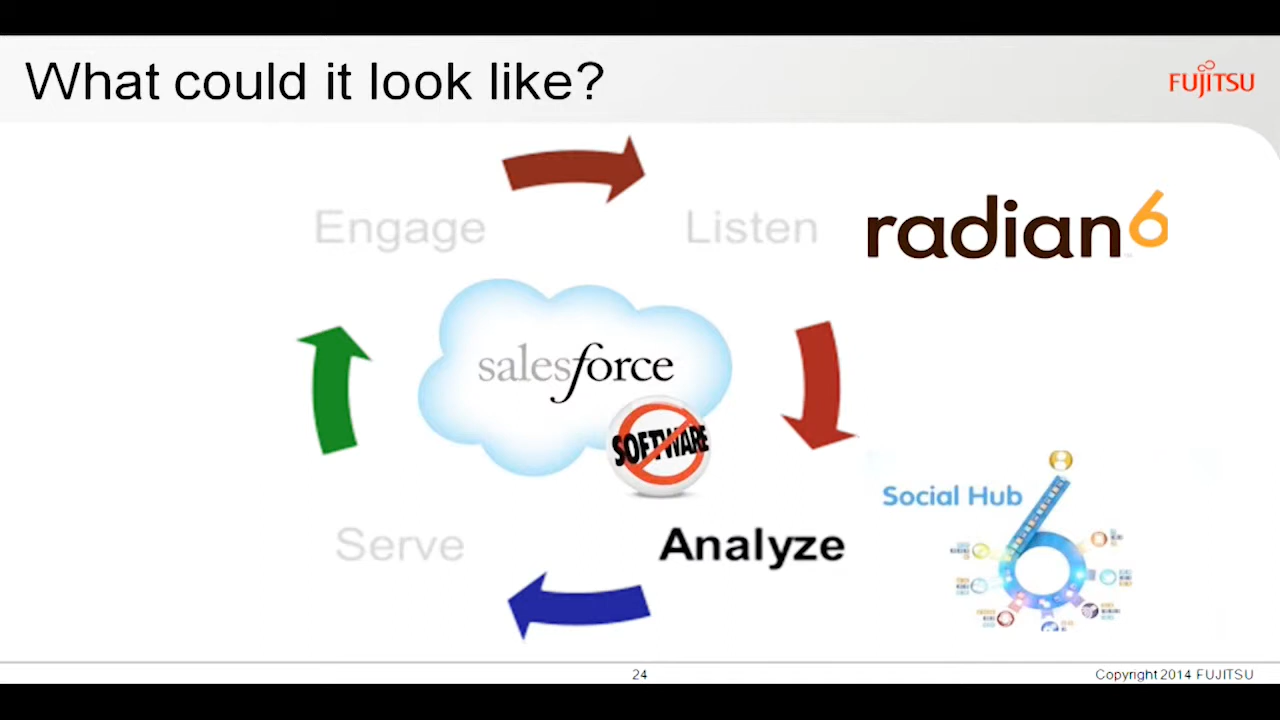 What could it look like?
FUJITSU
Engage
Listen
radian6
salesforce
SOFTWARE
Social Hub
Serve
Analyze
24
Copyright 2014 FUJITSU